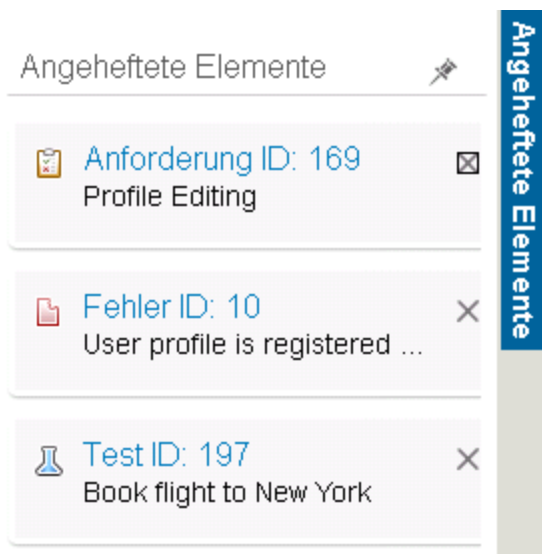 Angeheftete Elemente
Anforderung ID: 169
Profile Editing
Fehler ID: 10
User profile is registered ...
Test ID: 197
Book flight to New York
Angeheftete Elemente